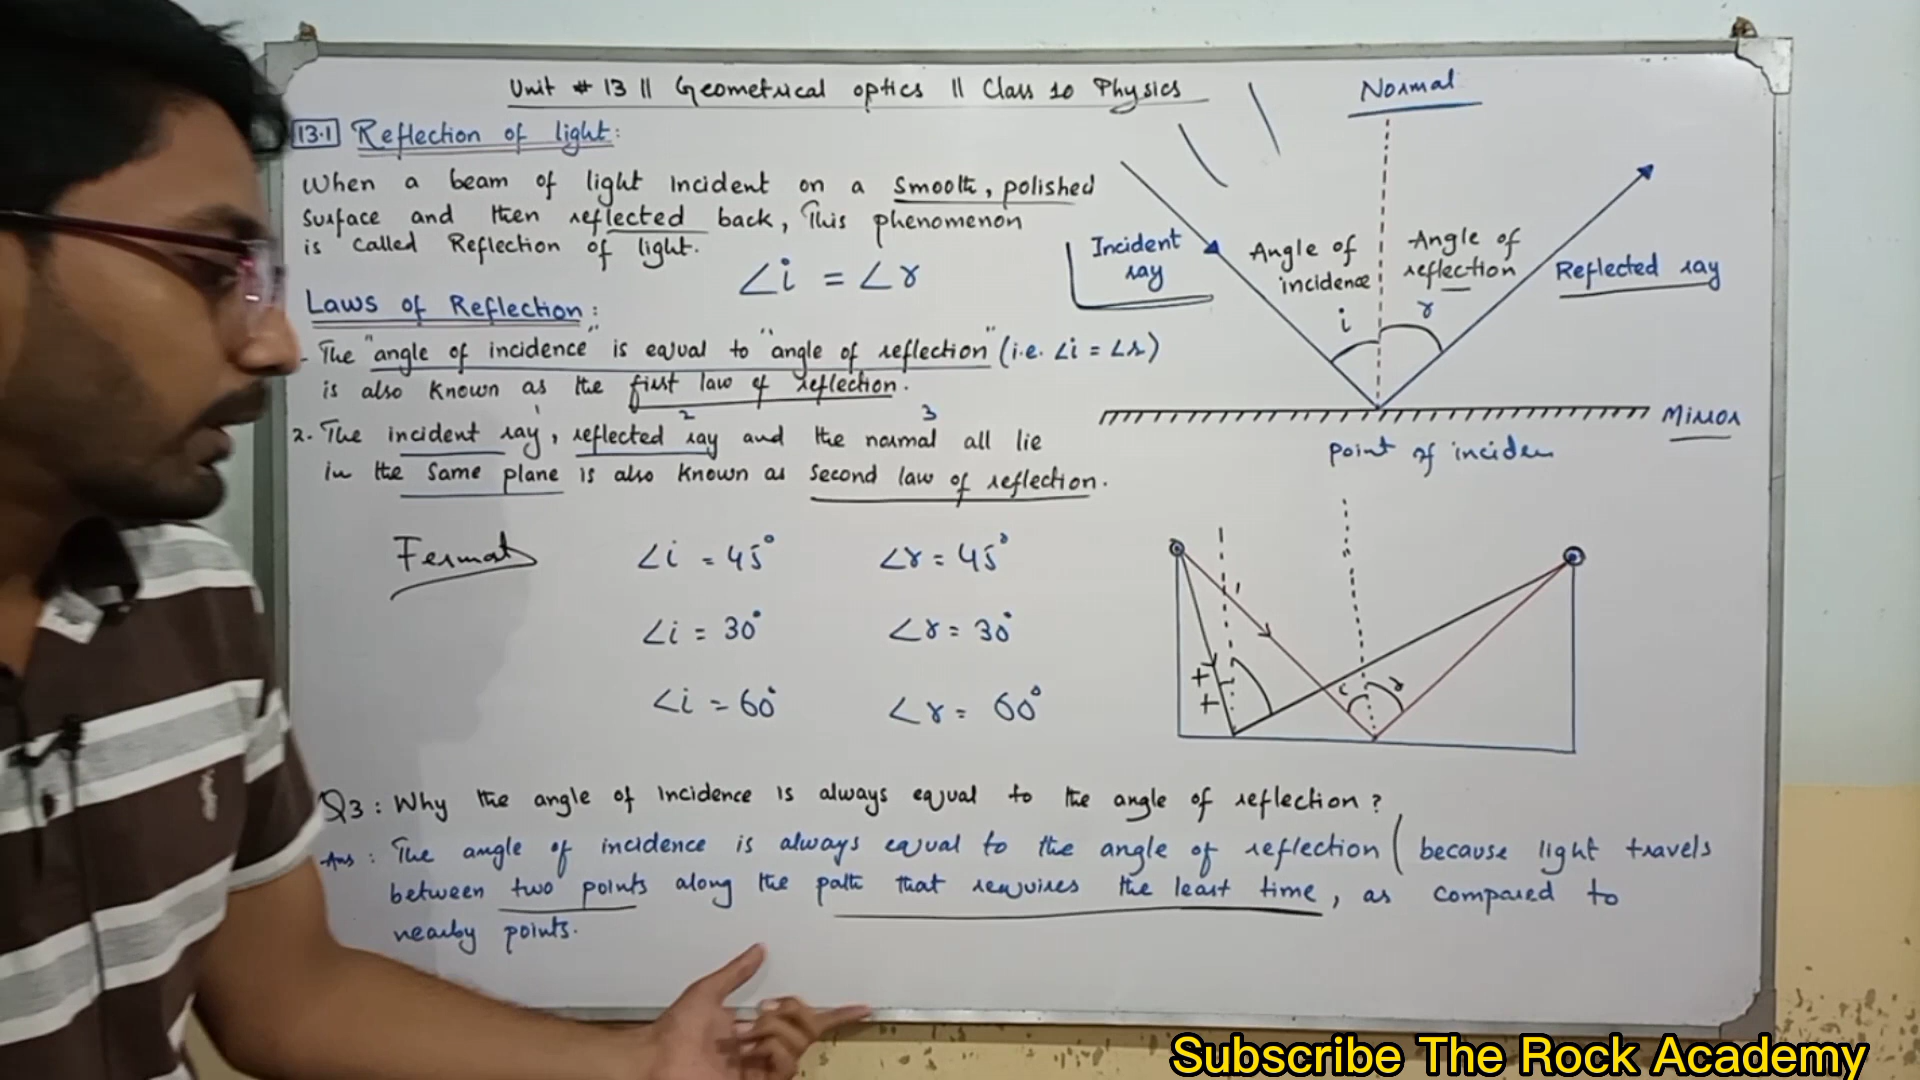 Unit # 13 || Geometrical optics || Class 10 Physics
13.1 Reflection of light:
When a beam of light incident on a smooth, polished
surface and then reflected back, This phenomenon
is called Reflection of light.
∠i = ∠r
Laws of Reflection:
The "angle of incidence" is equal to "angle of reflection" (i.e. ∠i = ∠r)
is also known as the first law of reflection.
1 2 3
2. The incident ray, reflected ray and the normal all lie
in the same plane is also known as second law of reflection.
Fermat
∠i = 45° ∠r = 45°
∠i = 30° ∠r = 30°
∠i = 60° ∠r = 60°
Normal
Incident
ray
Angle of
incidence
i
Angle of
reflection
r
Reflected ray
Mirror
Point of inciden
i r
Q3: Why the angle of incidence is always equal to the angle of reflection?
Ans: The angle of incidence is always equal to the angle of reflection ( because light travels
between two points along the path that requires the least time, as compared to
nearby points.
Subscribe The Rock Academy